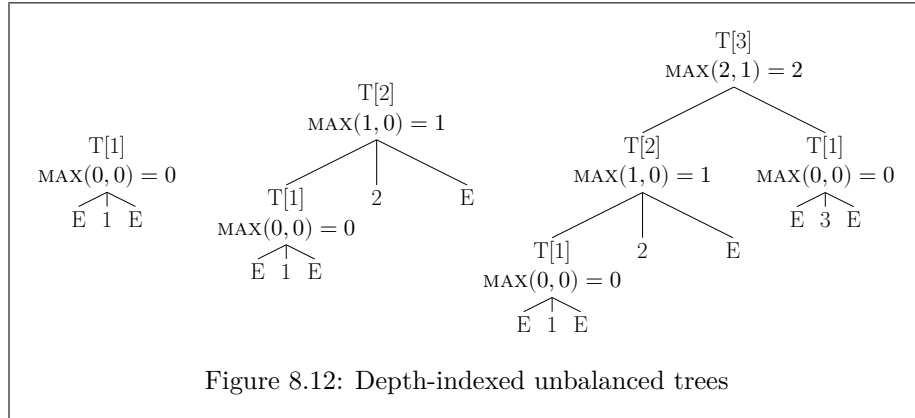 T[1]
MAX(0, 0) = 0
E 1 E
T[2]
MAX(1, 0) = 1
T[1]
2
E
MAX(0, 0) = 0
E 1 E
T[3]
MAX(2, 1) = 2
T[2]
T[1]
MAX(1, 0) = 1
MAX(0, 0) = 0
E 3 E
T[1]
2
E
MAX(0, 0) = 0
E 1 E
Figure 8.12: Depth-indexed unbalanced trees